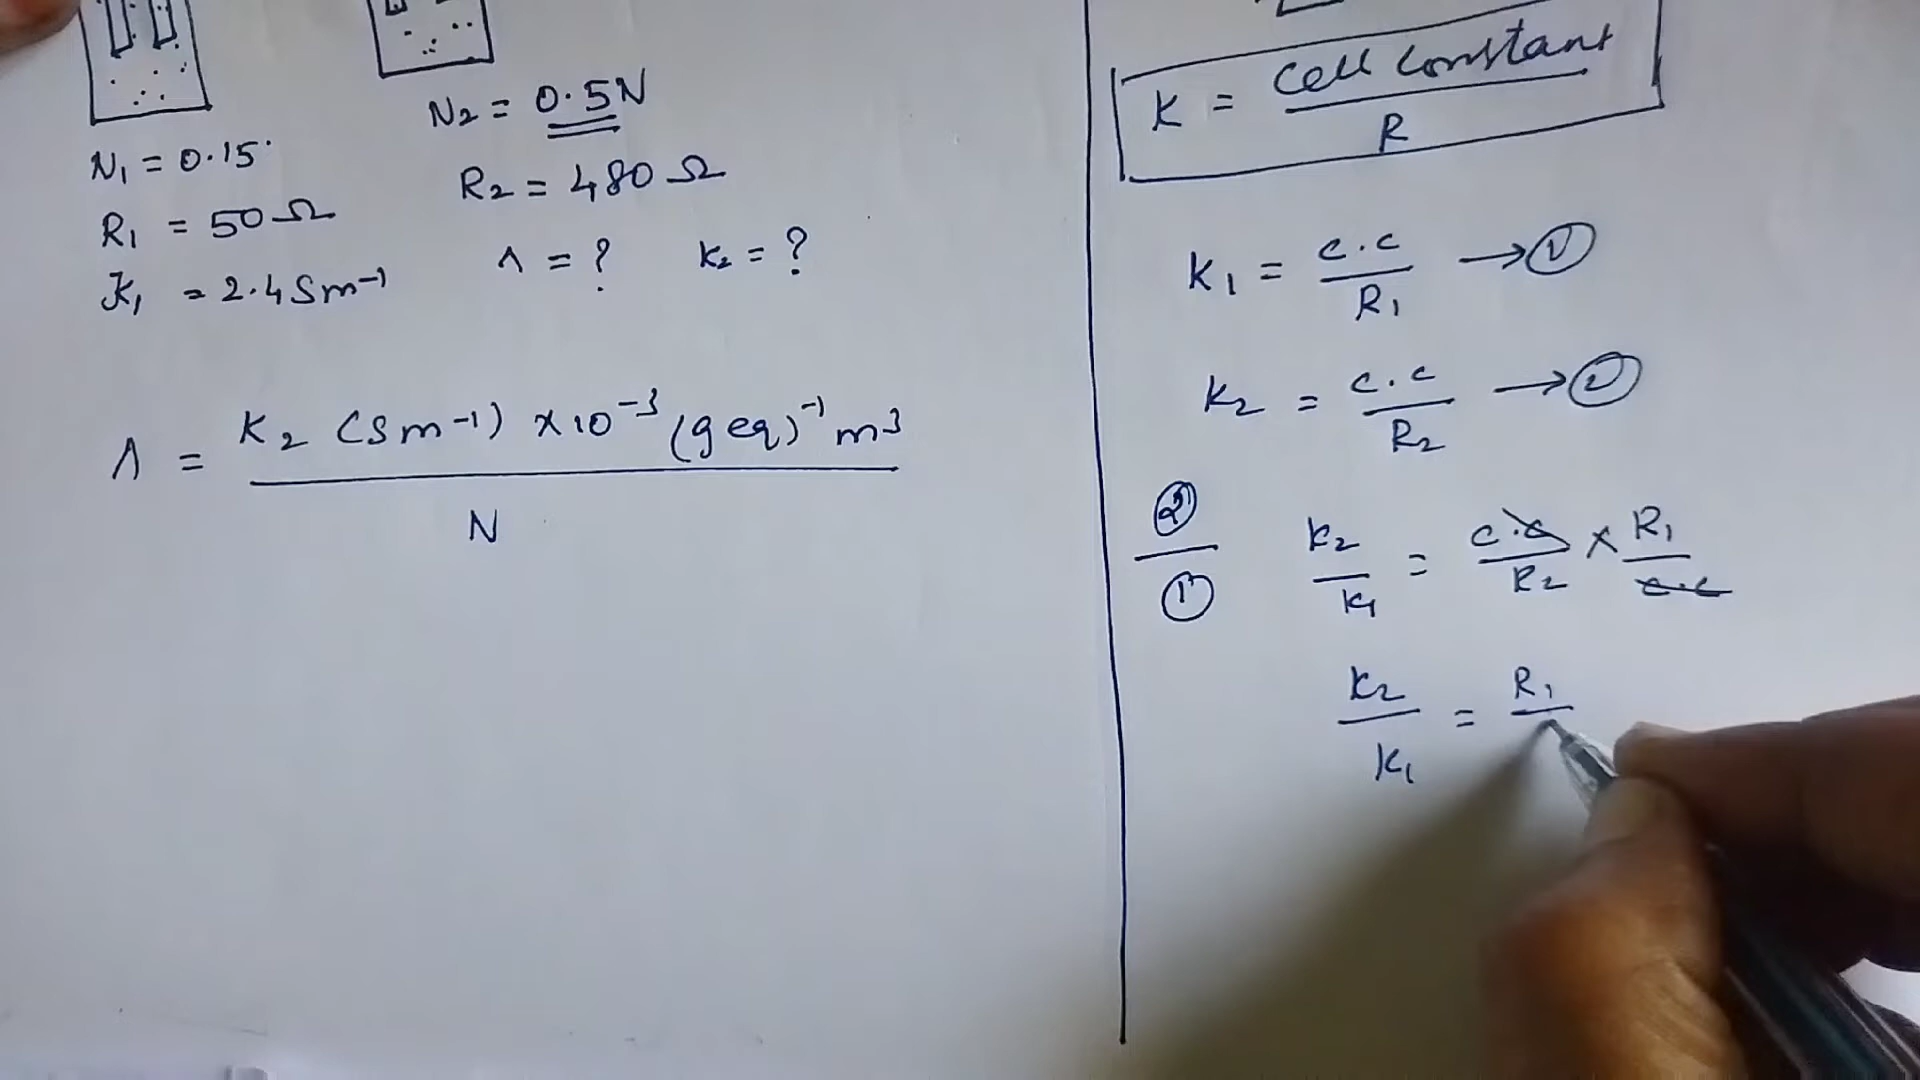 N₁ = 0.15
R₁ = 50 Ω
K₁ = 2.4 Sm⁻¹
N₂ = 0.5N
R₂ = 480 Ω
Λ = ? K₂ = ?
Λ = K₂ (Sm⁻¹) × 10⁻³ (g eq)⁻¹ m³ / N
K = Cell Constant / R
K₁ = c.c / R₁ → ①
K₂ = c.c / R₂ → ②
② / ① K₂ / K₁ = c.c / R₂ × R₁ / c.c
K₂ / K₁ = R₁